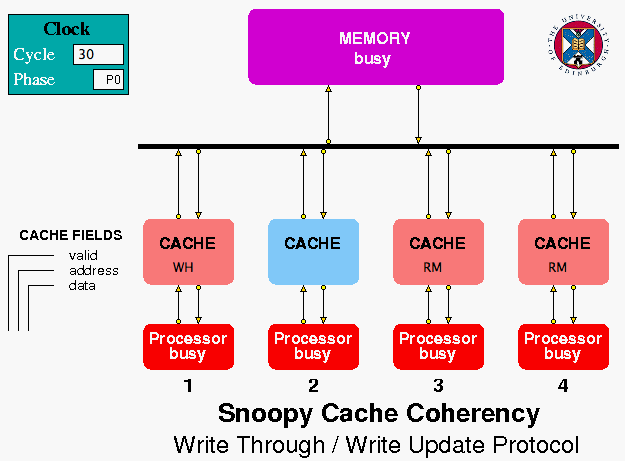 Clock
Cycle 30
Phase P0
MEMORY
busy
THE UNIVERSITY OF EDINBURGH
CACHE FIELDS
valid
address
data
CACHE
WH
CACHE
CACHE
RM
CACHE
RM
Processor
busy
Processor
busy
Processor
busy
Processor
busy
1 2 3 4
Snoopy Cache Coherency
Write Through / Write Update Protocol